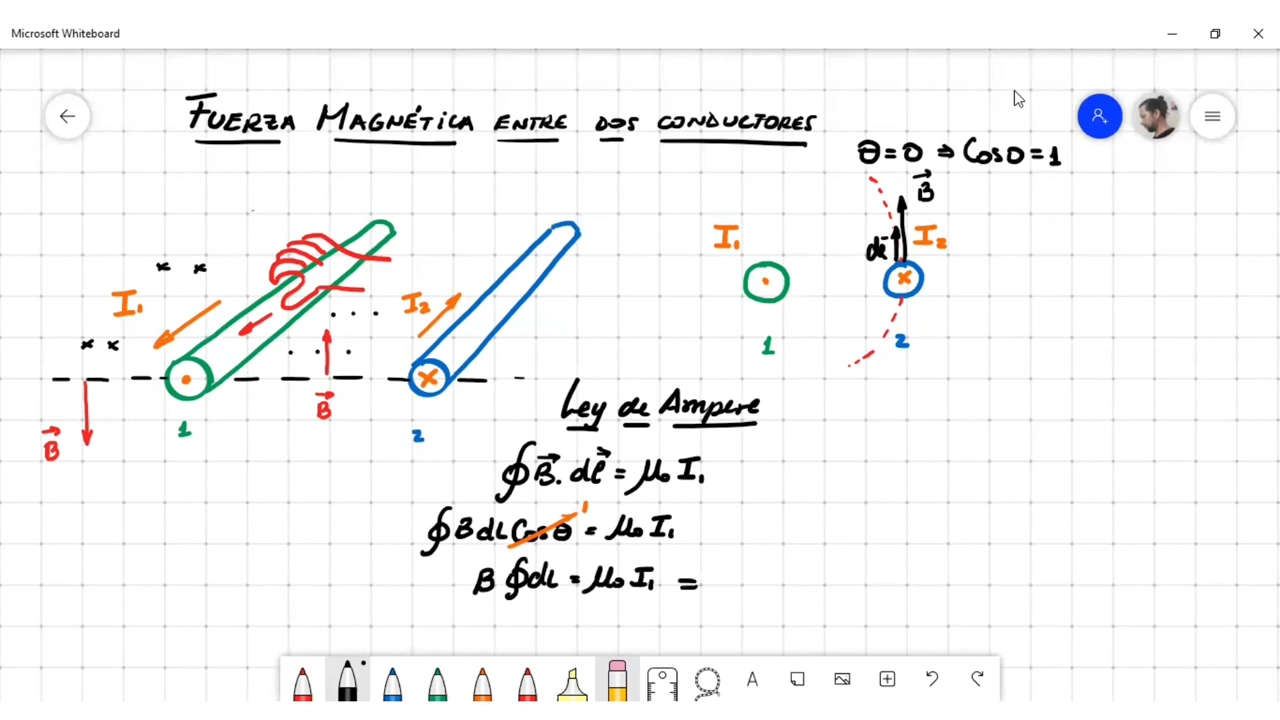 Microsoft Whiteboard
FUERZA MAGNÉTICA ENTRE DOS CONDUCTORES
θ = 0 ⇒ Cos 0 = 1
B⃗
dl⃗
I₂
I₁
x
1
2
x x
I₁
I₂
x x
x
B⃗
B⃗
1
2
Ley de Ampere
∮ B⃗ . dl⃗ = μ₀ I₁
∮ B dL Cos θ 1 = μ₀ I₁
B ∮ dL = μ₀ I₁ =
A